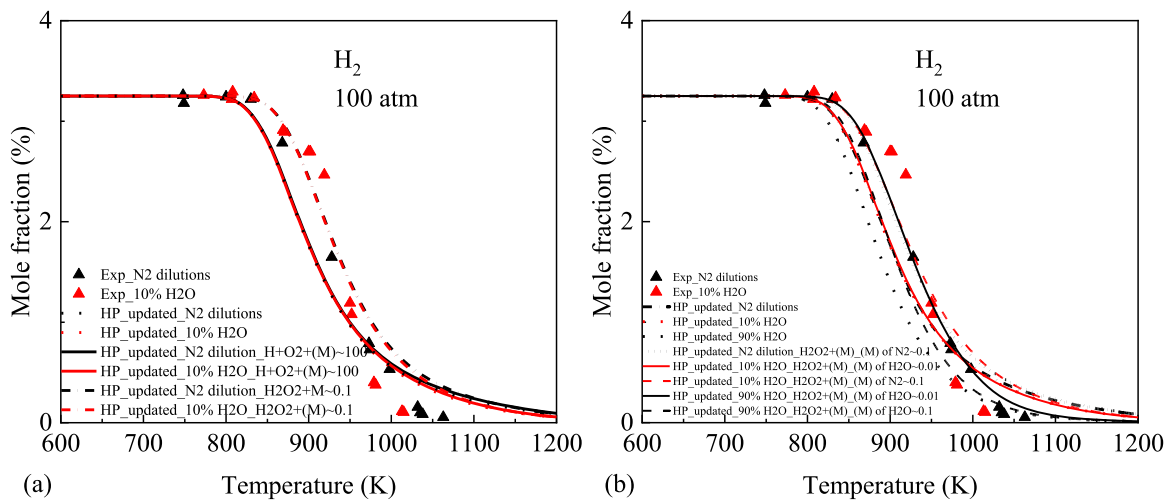 4
2
0
Mole fraction (%)
H2
100 atm
Exp_N2 dilutions
Exp_10% H2O
HP_updated_N2 dilutions
HP_updated_10% H2O
HP_updated_N2 dilution_H+O2+(M)~100
HP_updated_10% H2O_H+O2+(M)~100
HP_updated_N2 dilution_H2O2+M~0.1
HP_updated_10% H2O_H2O2+(M)~0.1
600 700 800 900 1000 1100 1200
(a) Temperature (K)
4
2
0
Mole fraction (%)
H2
100 atm
Exp_N2 dilutions
Exp_10% H2O
HP_updated_N2 dilutions
HP_updated_10% H2O
HP_updated_90% H2O
HP_updated_N2 dilution_H2O2+(M)_(M) of N2~0.1
HP_updated_10% H2O_H2O2+(M)_(M) of H2O~0.01
HP_updated_10% H2O_H2O2+(M)_(M) of N2~0.1
HP_updated_90% H2O_H2O2+(M)_(M) of H2O~0.01
HP_updated_90% H2O_H2O2+(M)_(M) of H2O~0.1
600 700 800 900 1000 1100 1200
(b) Temperature (K)